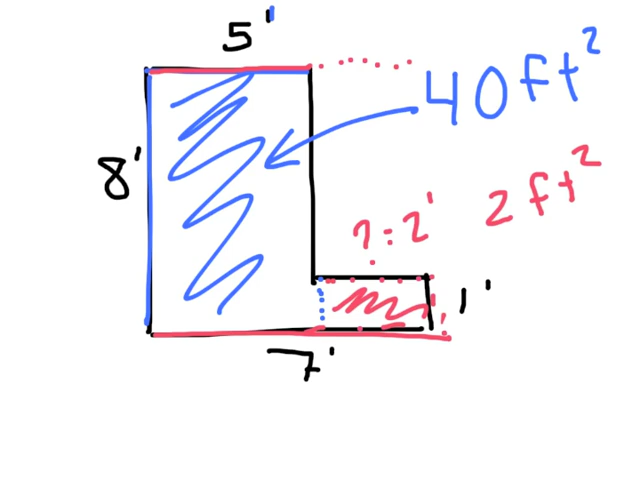 5'
40ft²
8'
2ft²
?=2'
1'
7'